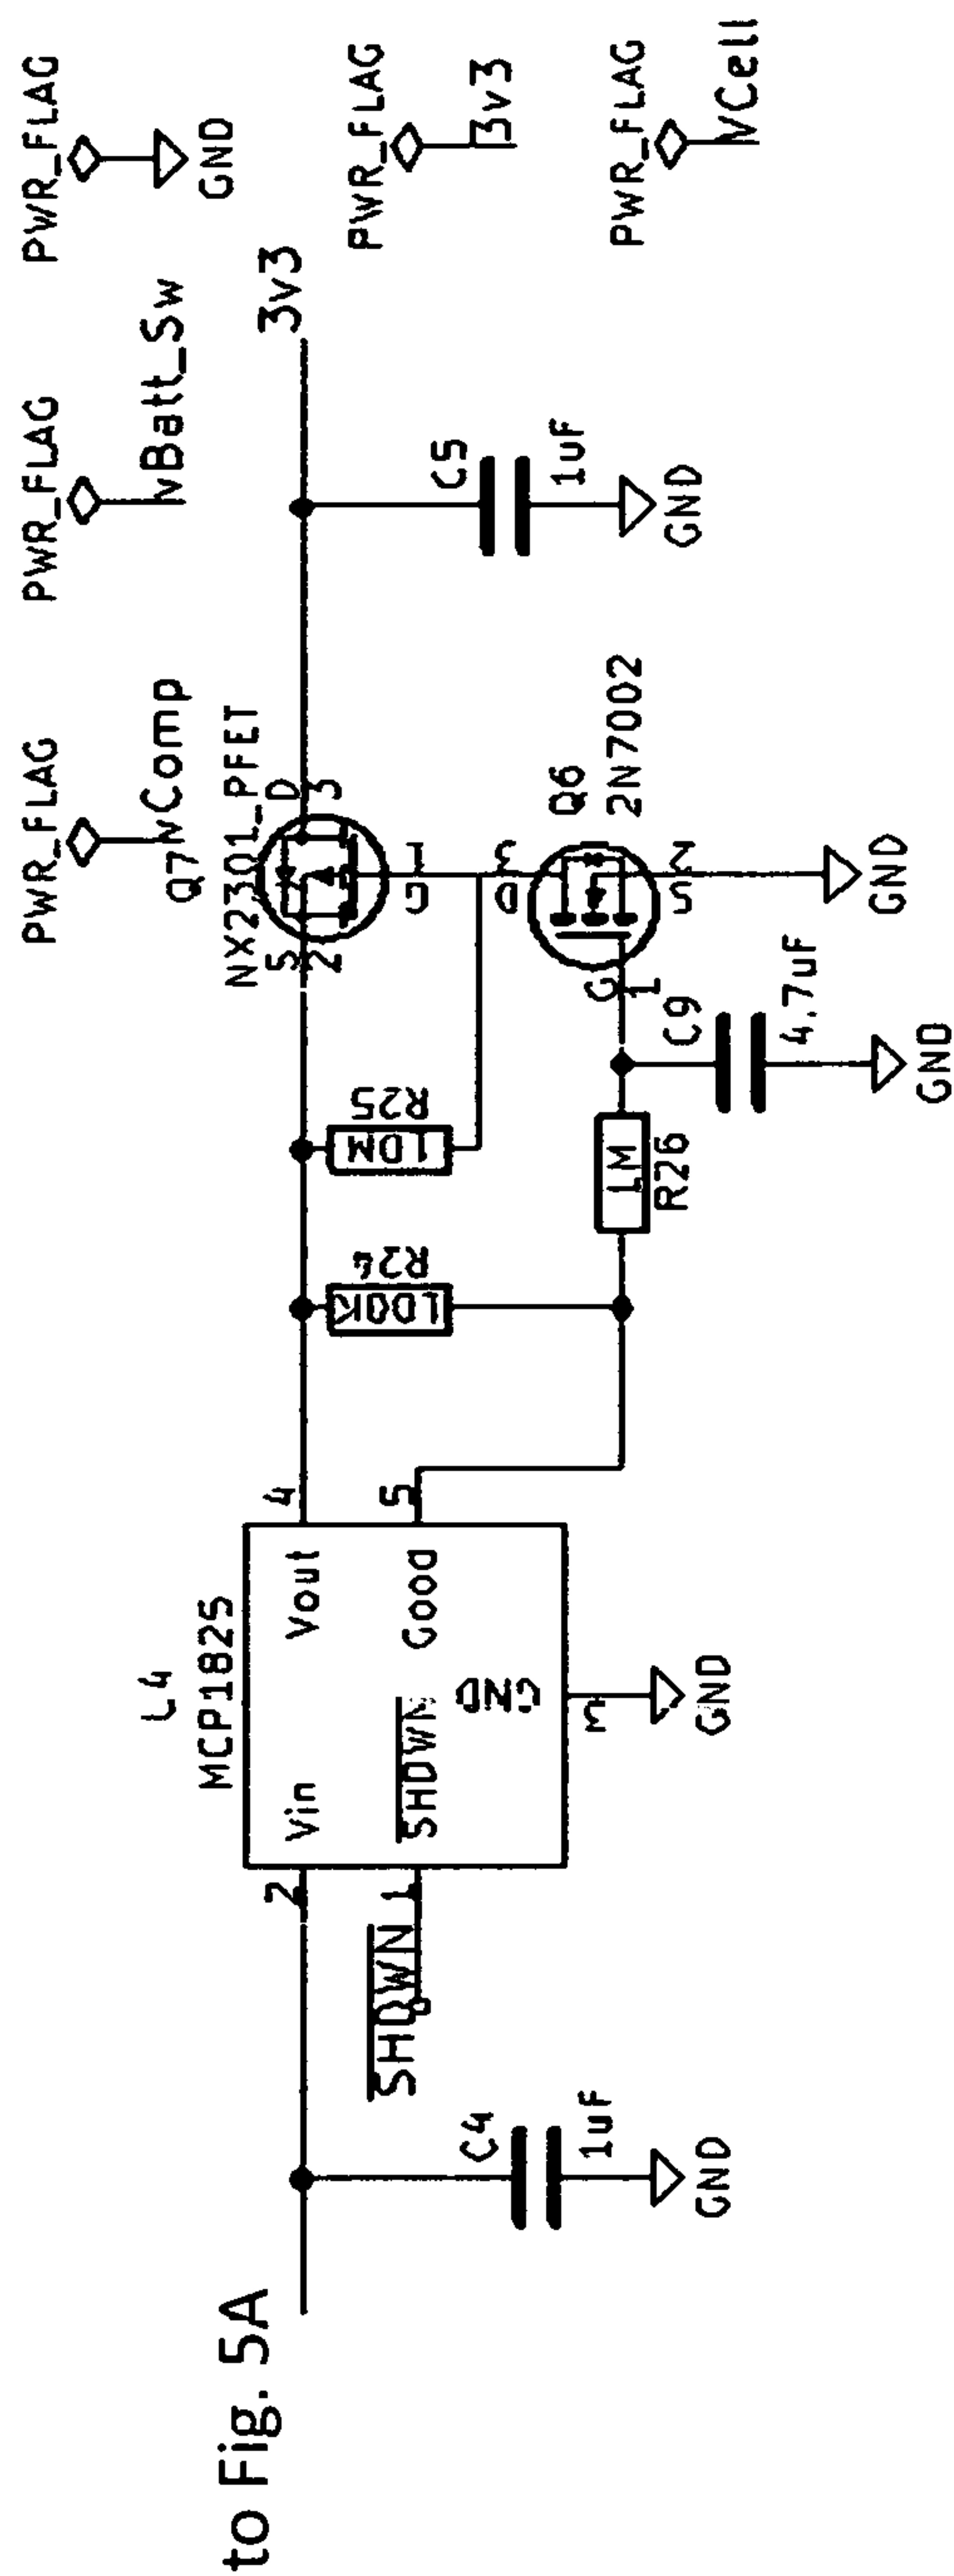 PWR_FLAG
GND
PWR_FLAG
3v3
PWR_FLAG
VCell
PWR_FLAG
vBatt_Sw
PWR_FLAG
vComp
to Fig. 5A
C4
1uF
GND
SHDWN
2
1
L4
MCP1825
Vin
Vout
SHDWN
Good
GND
4
5
3
GND
R24
100K
R25
10M
1M
R26
C9
4.7uF
GND
Q7
NX2301_PFET
S
2
D
3
G
1
D
3
G
1
S
2
Q6
2N7002
GND
3v3
C5
1uF
GND